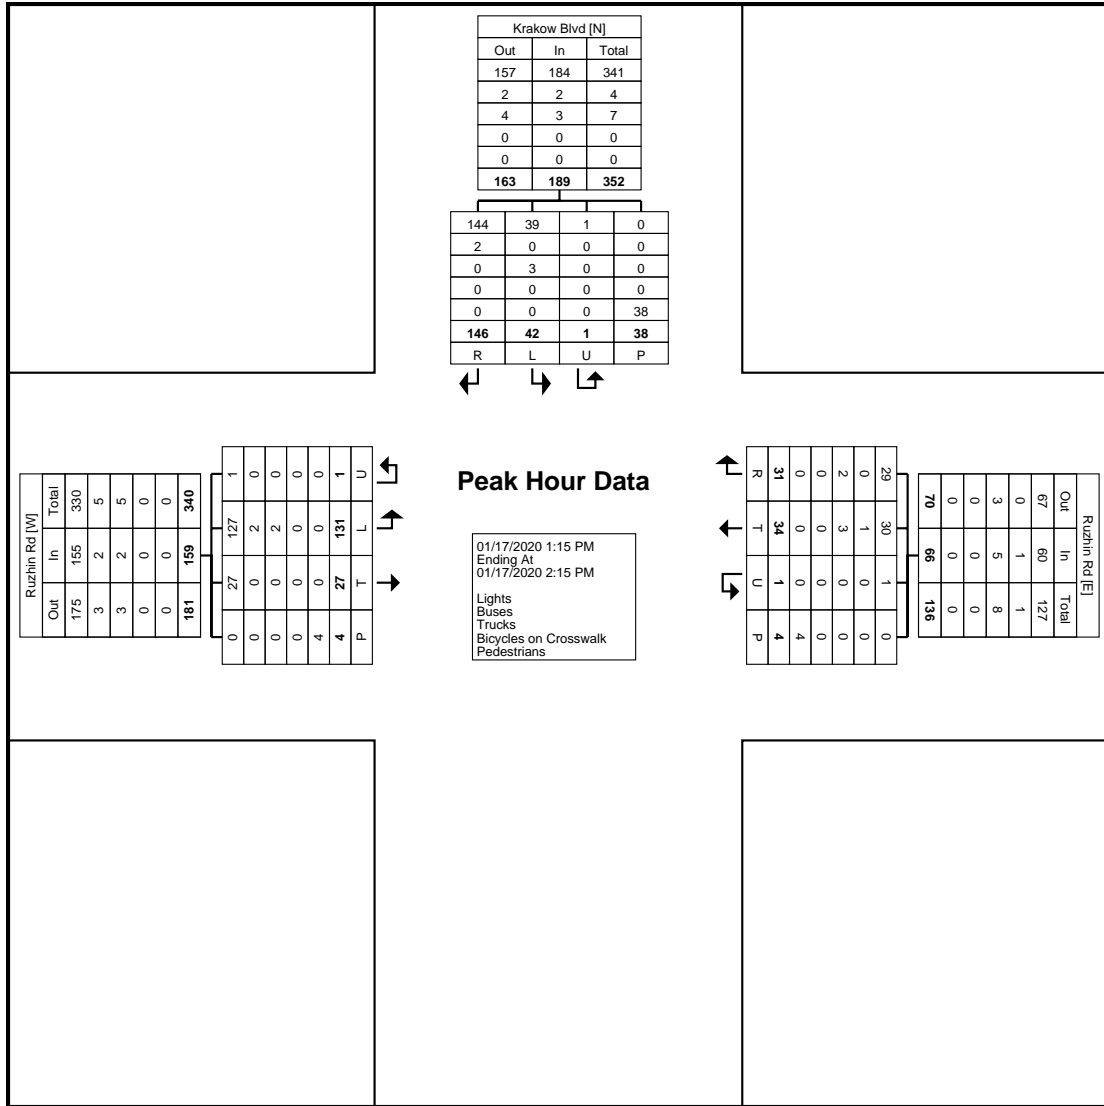 Krakow Blvd [N]
Out In Total
157 184 341
2 2 4
4 3 7
0 0 0
0 0 0
163 189 352
144 39 1 0
2 0 0 0
0 3 0 0
0 0 0 0
0 0 0 38
146 42 1 38
R L U P
Ruzhin Rd [W]
Out In Total
175 155 330
3 2 5
3 2 5
0 0 0
0 0 0
181 159 340
0 27 127 1
0 0 2 0
0 0 2 0
0 0 0 0
4 0 0 0
4 27 131 1
P T L U
Peak Hour Data
01/17/2020 1:15 PM
Ending At
01/17/2020 2:15 PM
Lights
Buses
Trucks
Bicycles on Crosswalk
Pedestrians
Ruzhin Rd [E]
Out In Total
67 60 127
0 1 1
3 5 8
0 0 0
0 0 0
70 66 136
29 30 1 0
0 1 0 0
2 3 0 0
0 0 0 0
0 0 0 4
31 34 1 4
R T U P